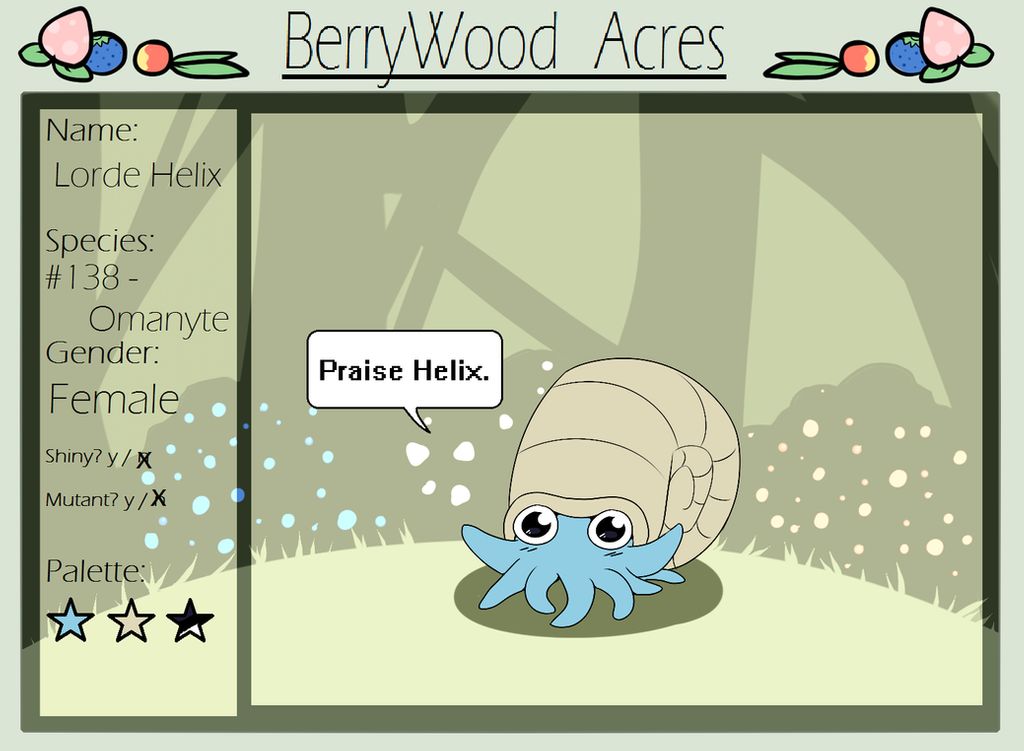 BerryWood Acres
Name:
Lorde Helix
Species:
#138 -
Omanyte
Gender:
Female
Shiny? y / n
Mutant? y / n
Palette:
Praise Helix.